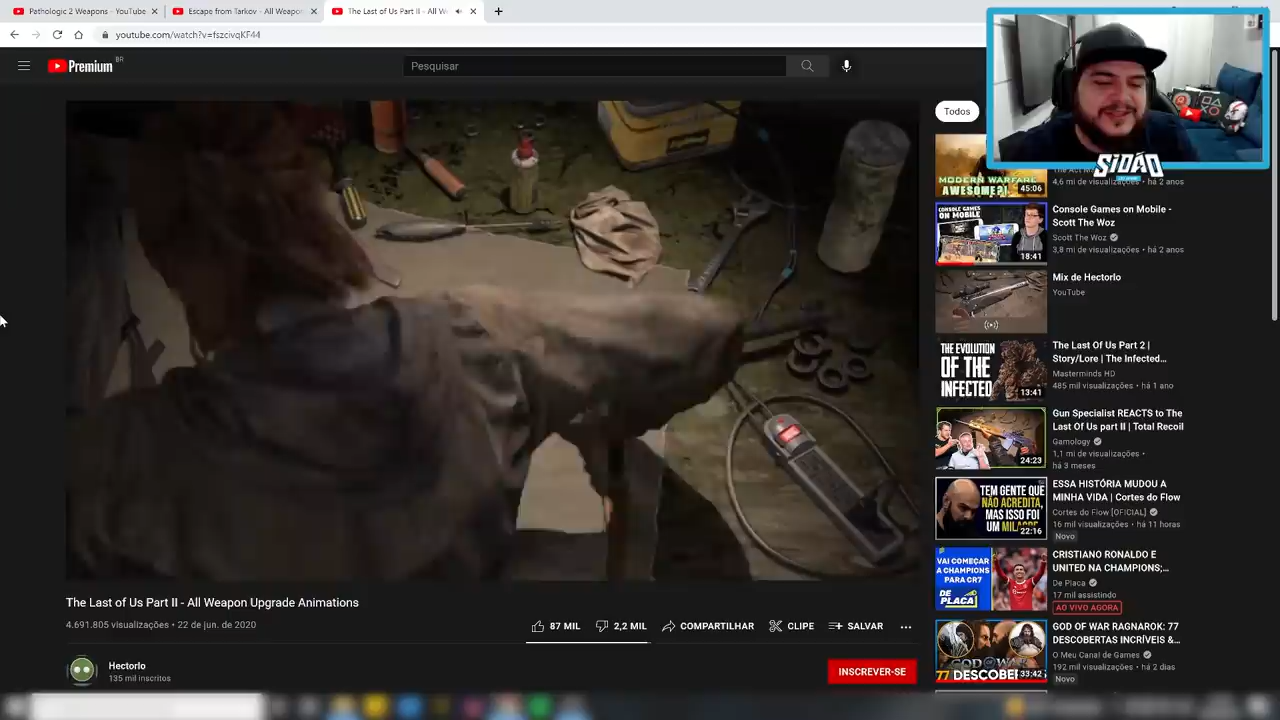 Pathologic 2 Weapons - YouTube
Escape from Tarkov - All Weapon
The Last of Us Part II - All We
youtube.com/watch?v=fszcivqKF44
Premium BR
Pesquisar
Todos
SIDÃO
MODERN WARFARE
AWESOME?!
45:06
4,6 mi de visualizações • há 2 anos
CONSOLE GAMES
ON MOBILE
18:41
Console Games on Mobile -
Scott The Woz
Scott The Woz
3,8 mi de visualizações • há 2 anos
Mix de Hectorlo
YouTube
THE EVOLUTION
OF THE
INFECTED
13:41
The Last Of Us Part 2 |
Story/Lore | The Infected...
Masterminds HD
485 mil visualizações • há 1 ano
24:23
Gun Specialist REACTS to The
Last Of Us part II | Total Recoil
Gamology
1,1 mi de visualizações •
há 3 meses
TEM GENTE QUE
NÃO ACREDITA,
MAS ISSO FOI
UM MILAGRE
22:16
ESSA HISTÓRIA MUDOU A
MINHA VIDA | Cortes do Flow
Cortes do Flow [OFICIAL]
16 mil visualizações • há 11 horas
Novo
VAI COMEÇAR
A CHAMPIONS
PARA CR7
DE PLACA
CRISTIANO RONALDO E
UNITED NA CHAMPIONS;...
De Placa
17 mil assistindo
AO VIVO AGORA
GOD OF WAR
77 DESCOBE
33:42
GOD OF WAR RAGNAROK: 77
DESCOBERTAS INCRÍVEIS &...
O Meu Canal de Games
192 mil visualizações • há 2 dias
Novo
The Last of Us Part II - All Weapon Upgrade Animations
4.691.805 visualizações • 22 de jun. de 2020
87 MIL
2,2 MIL
COMPARTILHAR
CLIPE
SALVAR
Hectorlo
135 mil inscritos
INSCREVER-SE